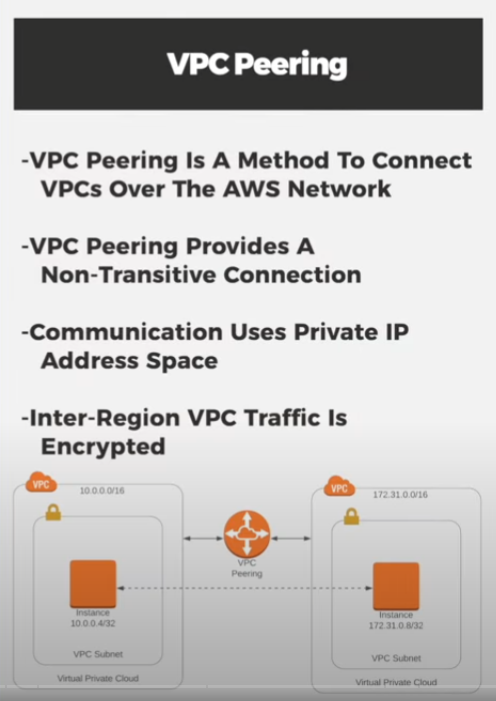 VPC Peering
-VPC Peering Is A Method To Connect
VPCs Over The AWS Network
-VPC Peering Provides A
Non-Transitive Connection
-Communication Uses Private IP
Address Space
-Inter-Region VPC Traffic Is
Encrypted
VPC
10.0.0.0/16
VPC
Peering
Instance
10.0.0.4/32
VPC Subnet
Virtual Private Cloud
VPC
172.31.0.0/16
Instance
172.31.0.8/32
VPC Subnet
Virtual Private Cloud